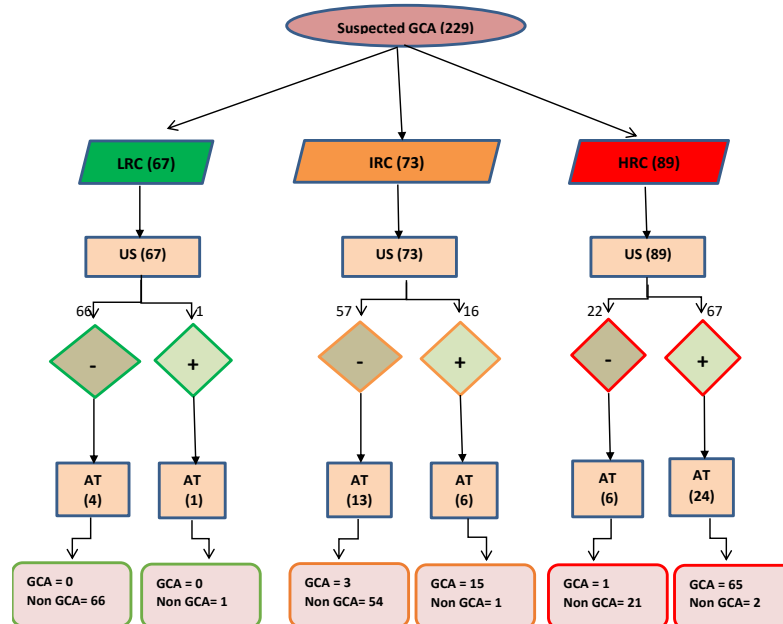 Suspected GCA (229)
LRC (67)
IRC (73)
HRC (89)
US (67)
US (73)
US (89)
66
1
57
16
22
67
-
+
-
+
-
+
AT
(4)
AT
(1)
AT
(13)
AT
(6)
AT
(6)
AT
(24)
GCA = 0
Non GCA= 66
GCA = 0
Non GCA= 1
GCA = 3
Non GCA= 54
GCA = 15
Non GCA= 1
GCA = 1
Non GCA= 21
GCA = 65
Non GCA= 2